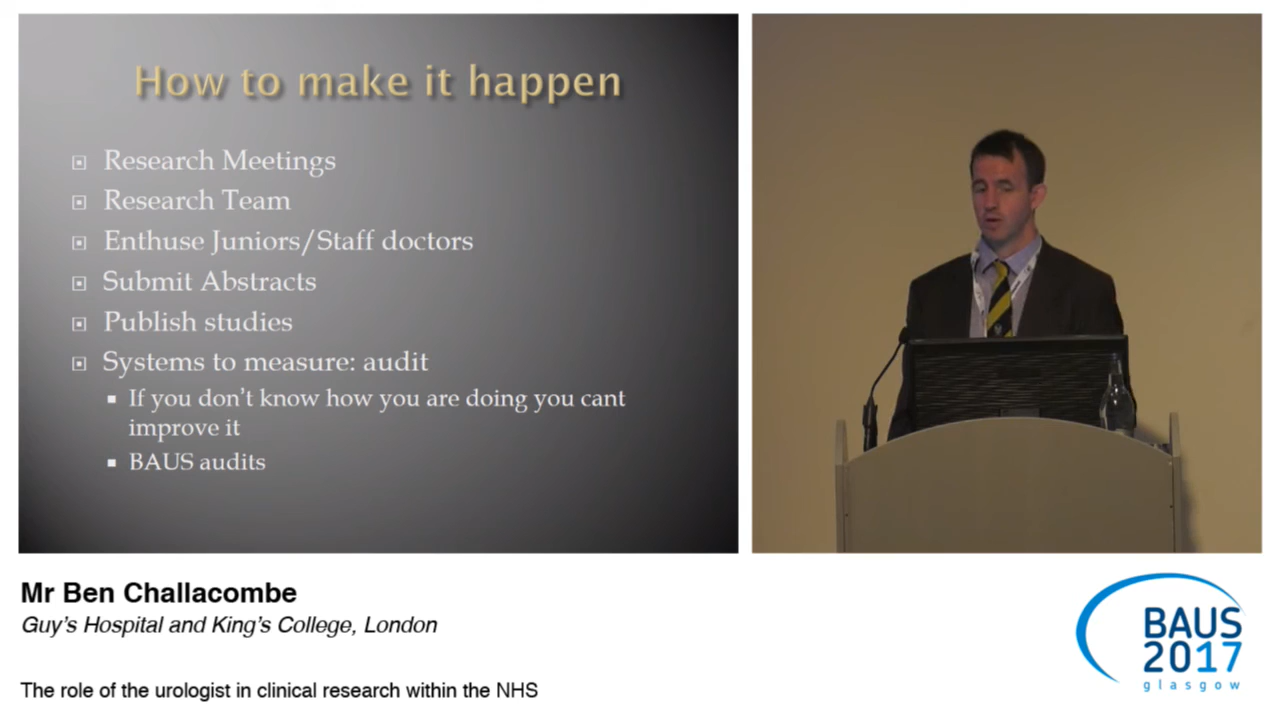 How to make it happen
Research Meetings
Research Team
Enthuse Juniors/Staff doctors
Submit Abstracts
Publish studies
Systems to measure: audit
If you don't know how you are doing you cant
improve it
BAUS audits
Mr Ben Challacombe
Guy's Hospital and King's College, London
The role of the urologist in clinical research within the NHS
BAUS
2017
glasgow